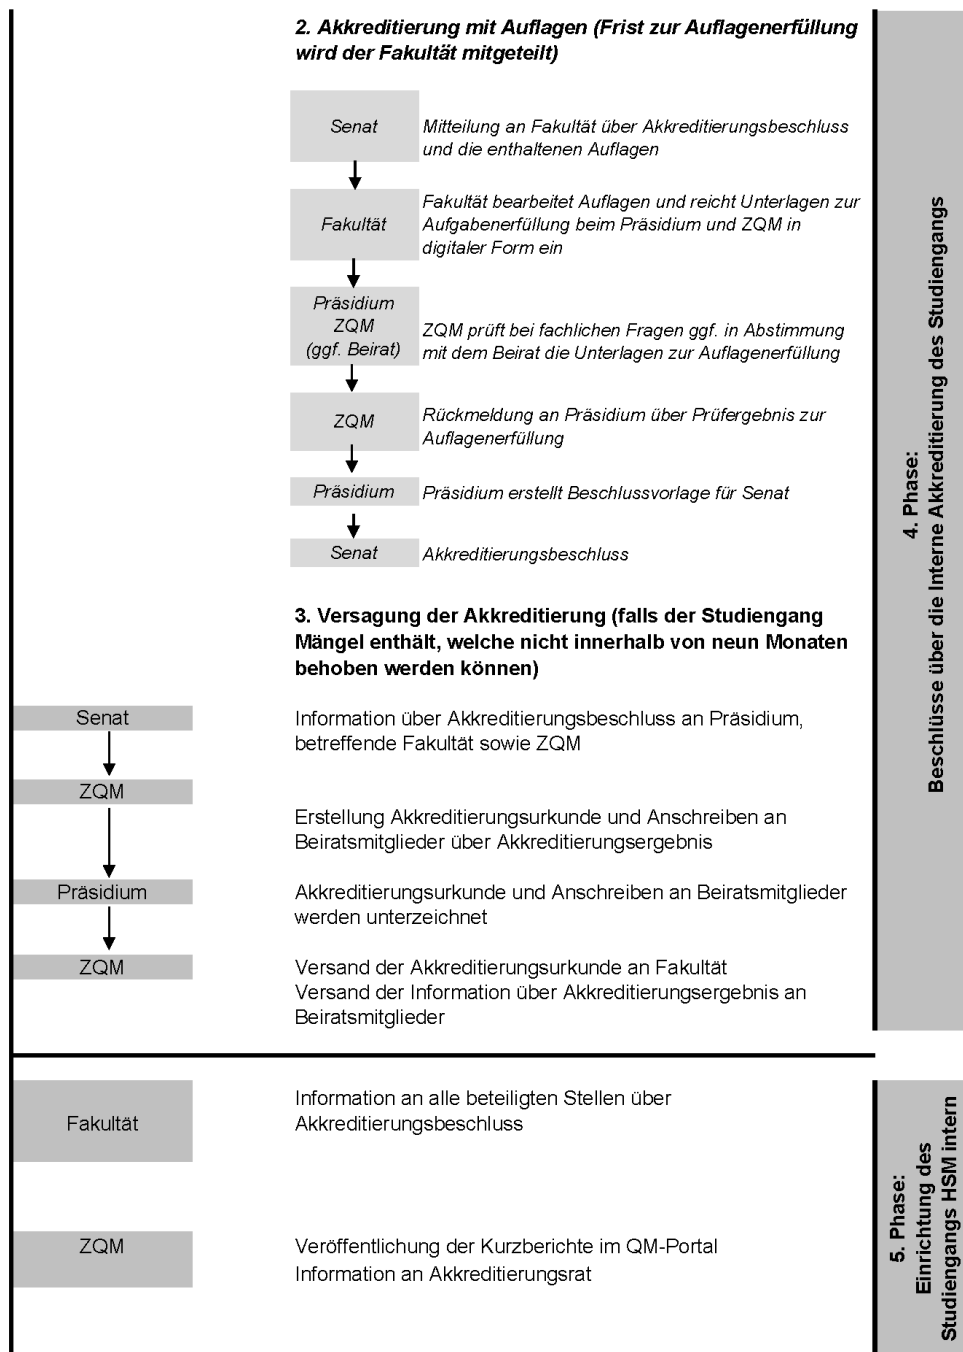 2. Akkreditierung mit Auflagen (Frist zur Auflagenerfüllung
wird der Fakultät mitgeteilt)
Senat
Mitteilung an Fakultät über Akkreditierungsbeschluss
und die enthaltenen Auflagen
Fakultät
Fakultät bearbeitet Auflagen und reicht Unterlagen zur
Aufgabenerfüllung beim Präsidium und ZQM in
digitaler Form ein
Präsidium
ZQM
(ggf. Beirat)
ZQM prüft bei fachlichen Fragen ggf. in Abstimmung
mit dem Beirat die Unterlagen zur Auflagenerfüllung
ZQM
Rückmeldung an Präsidium über Prüfergebnis zur
Auflagenerfüllung
Präsidium
Präsidium erstellt Beschlussvorlage für Senat
Senat
Akkreditierungsbeschluss
3. Versagung der Akkreditierung (falls der Studiengang
Mängel enthält, welche nicht innerhalb von neun Monaten
behoben werden können)
Senat
Information über Akkreditierungsbeschluss an Präsidium,
betreffende Fakultät sowie ZQM
ZQM
Erstellung Akkreditierungsurkunde und Anschreiben an
Beiratsmitglieder über Akkreditierungsergebnis
Präsidium
Akkreditierungsurkunde und Anschreiben an Beiratsmitglieder
werden unterzeichnet
ZQM
Versand der Akkreditierungsurkunde an Fakultät
Versand der Information über Akkreditierungsergebnis an
Beiratsmitglieder
4. Phase:
Beschlüsse über die Interne Akkreditierung des Studiengangs
Fakultät
Information an alle beteiligten Stellen über
Akkreditierungsbeschluss
ZQM
Veröffentlichung der Kurzberichte im QM-Portal
Information an Akkreditierungsrat
5. Phase:
Einrichtung des
Studiengangs HSM intern